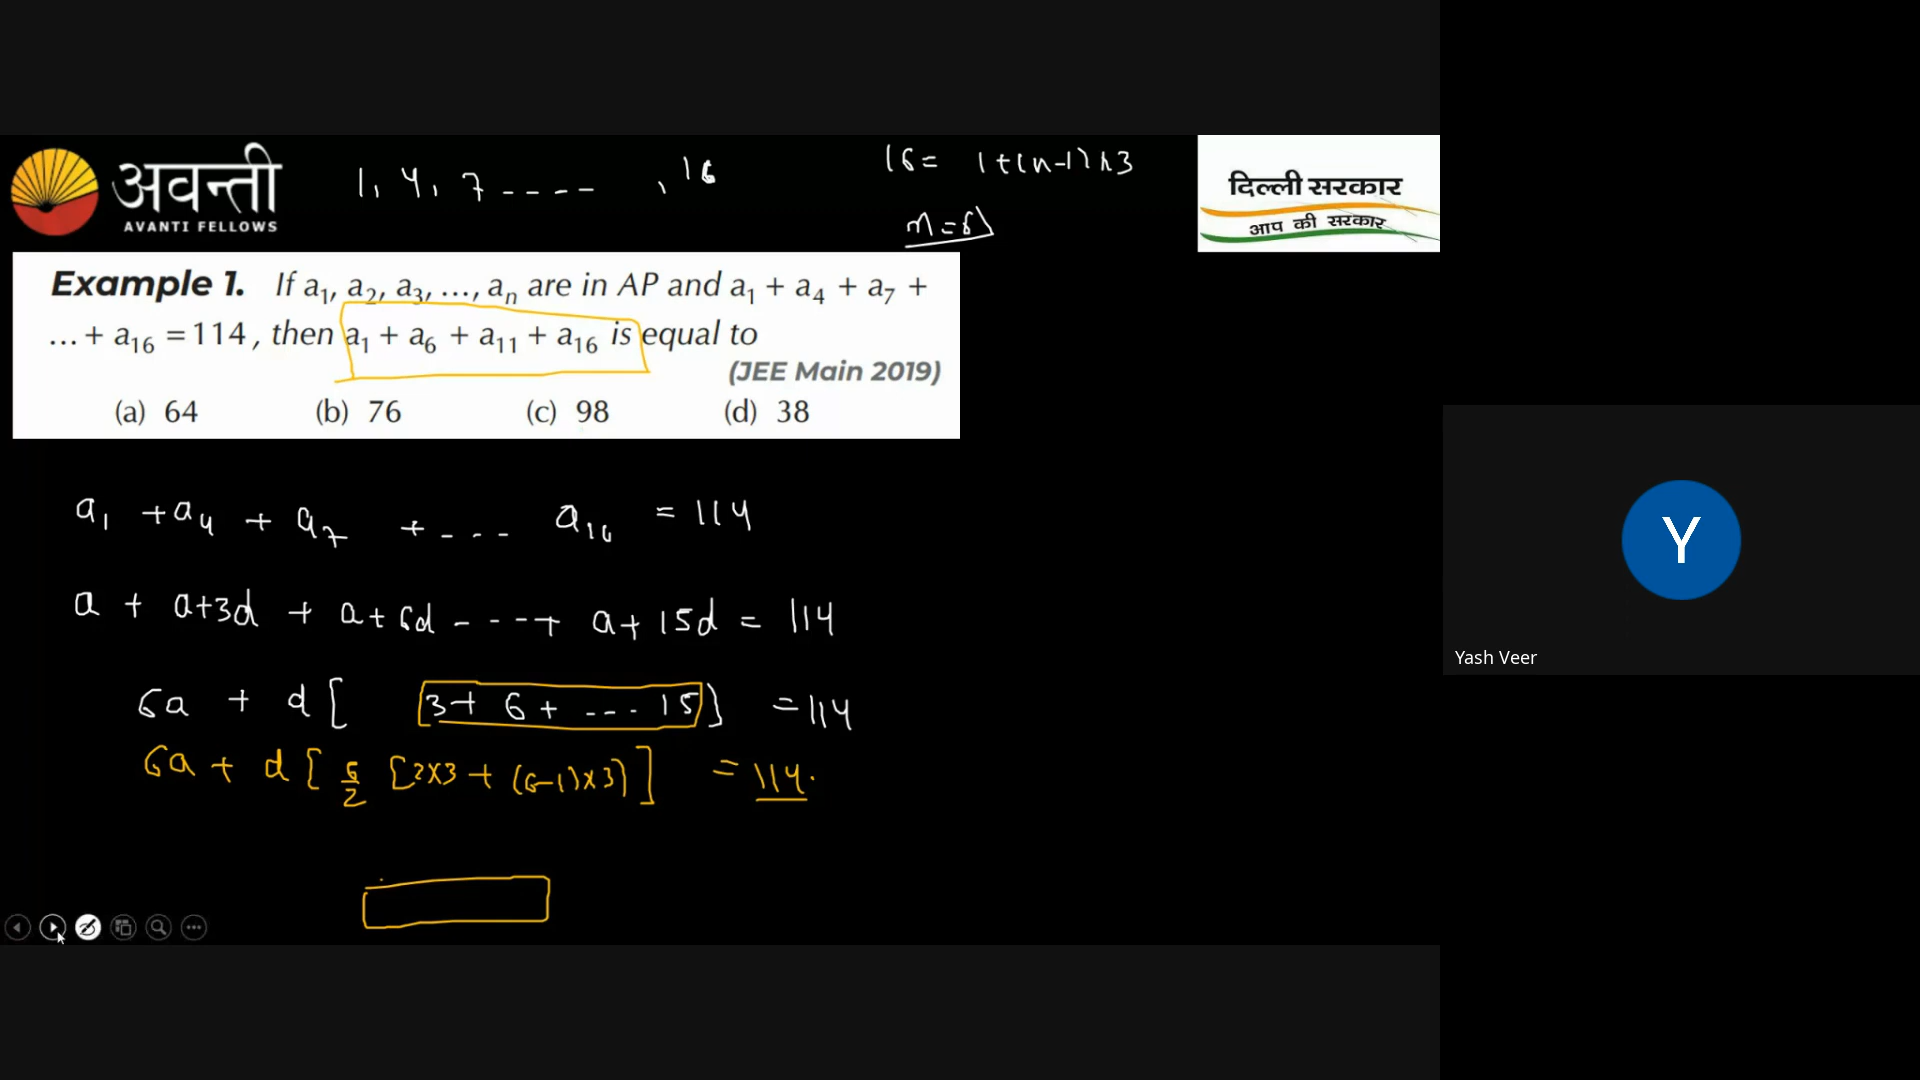 अवन्ती
AVANTI FELLOWS
1, 4, 7 - - - - , 16
16 = 1+(n-1)×3
n=6
दिल्ली सरकार
आप की सरकार
Example 1. If a₁, a₂, a₃, ..., aₙ are in AP and a₁ + a₄ + a₇ +
... + a₁₆ = 114, then a₁ + a₆ + a₁₁ + a₁₆ is equal to
(JEE Main 2019)
(a) 64 (b) 76 (c) 98 (d) 38
a₁ + a₄ + a₇ + - - - a₁₆ = 114
a + a+3d + a+6d - - - + a+15d = 114
6a + d[ 3+ 6 + --- 15] = 114
6a + d[ 6/2 [2×3 + (6-1)×3] ] = 114.
Y
Yash Veer